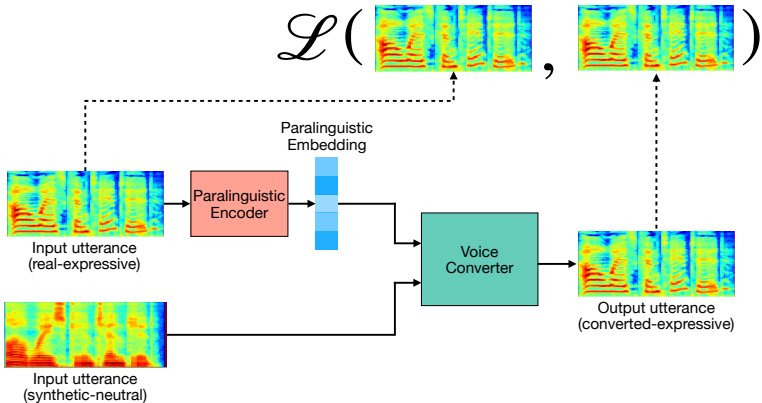 ℒ( , )
Paralinguistic
Embedding
Paralinguistic
Encoder
Input utterance
(real-expressive)
Voice
Converter
Output utterance
(converted-expressive)
Input utterance
(synthetic-neutral)